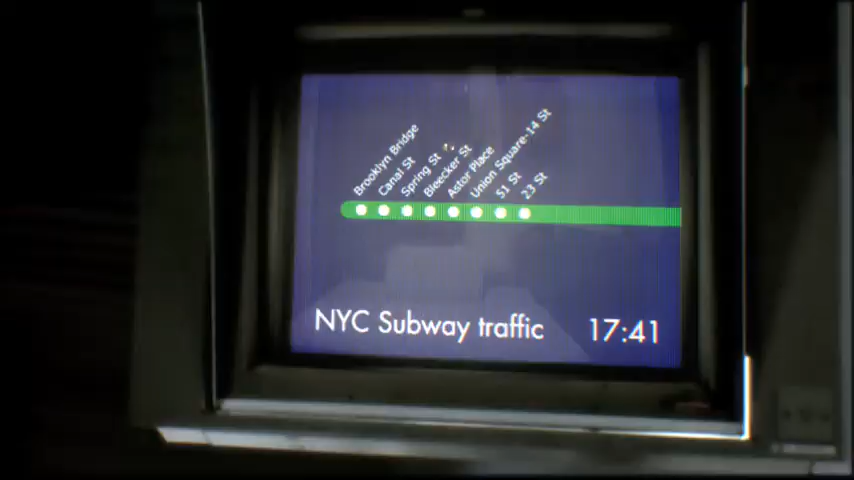 Brooklyn Bridge
Canal St
Spring St
Bleecker St
Astor Place
Union Square-14 St
51 St
23 St
NYC Subway traffic
17:41